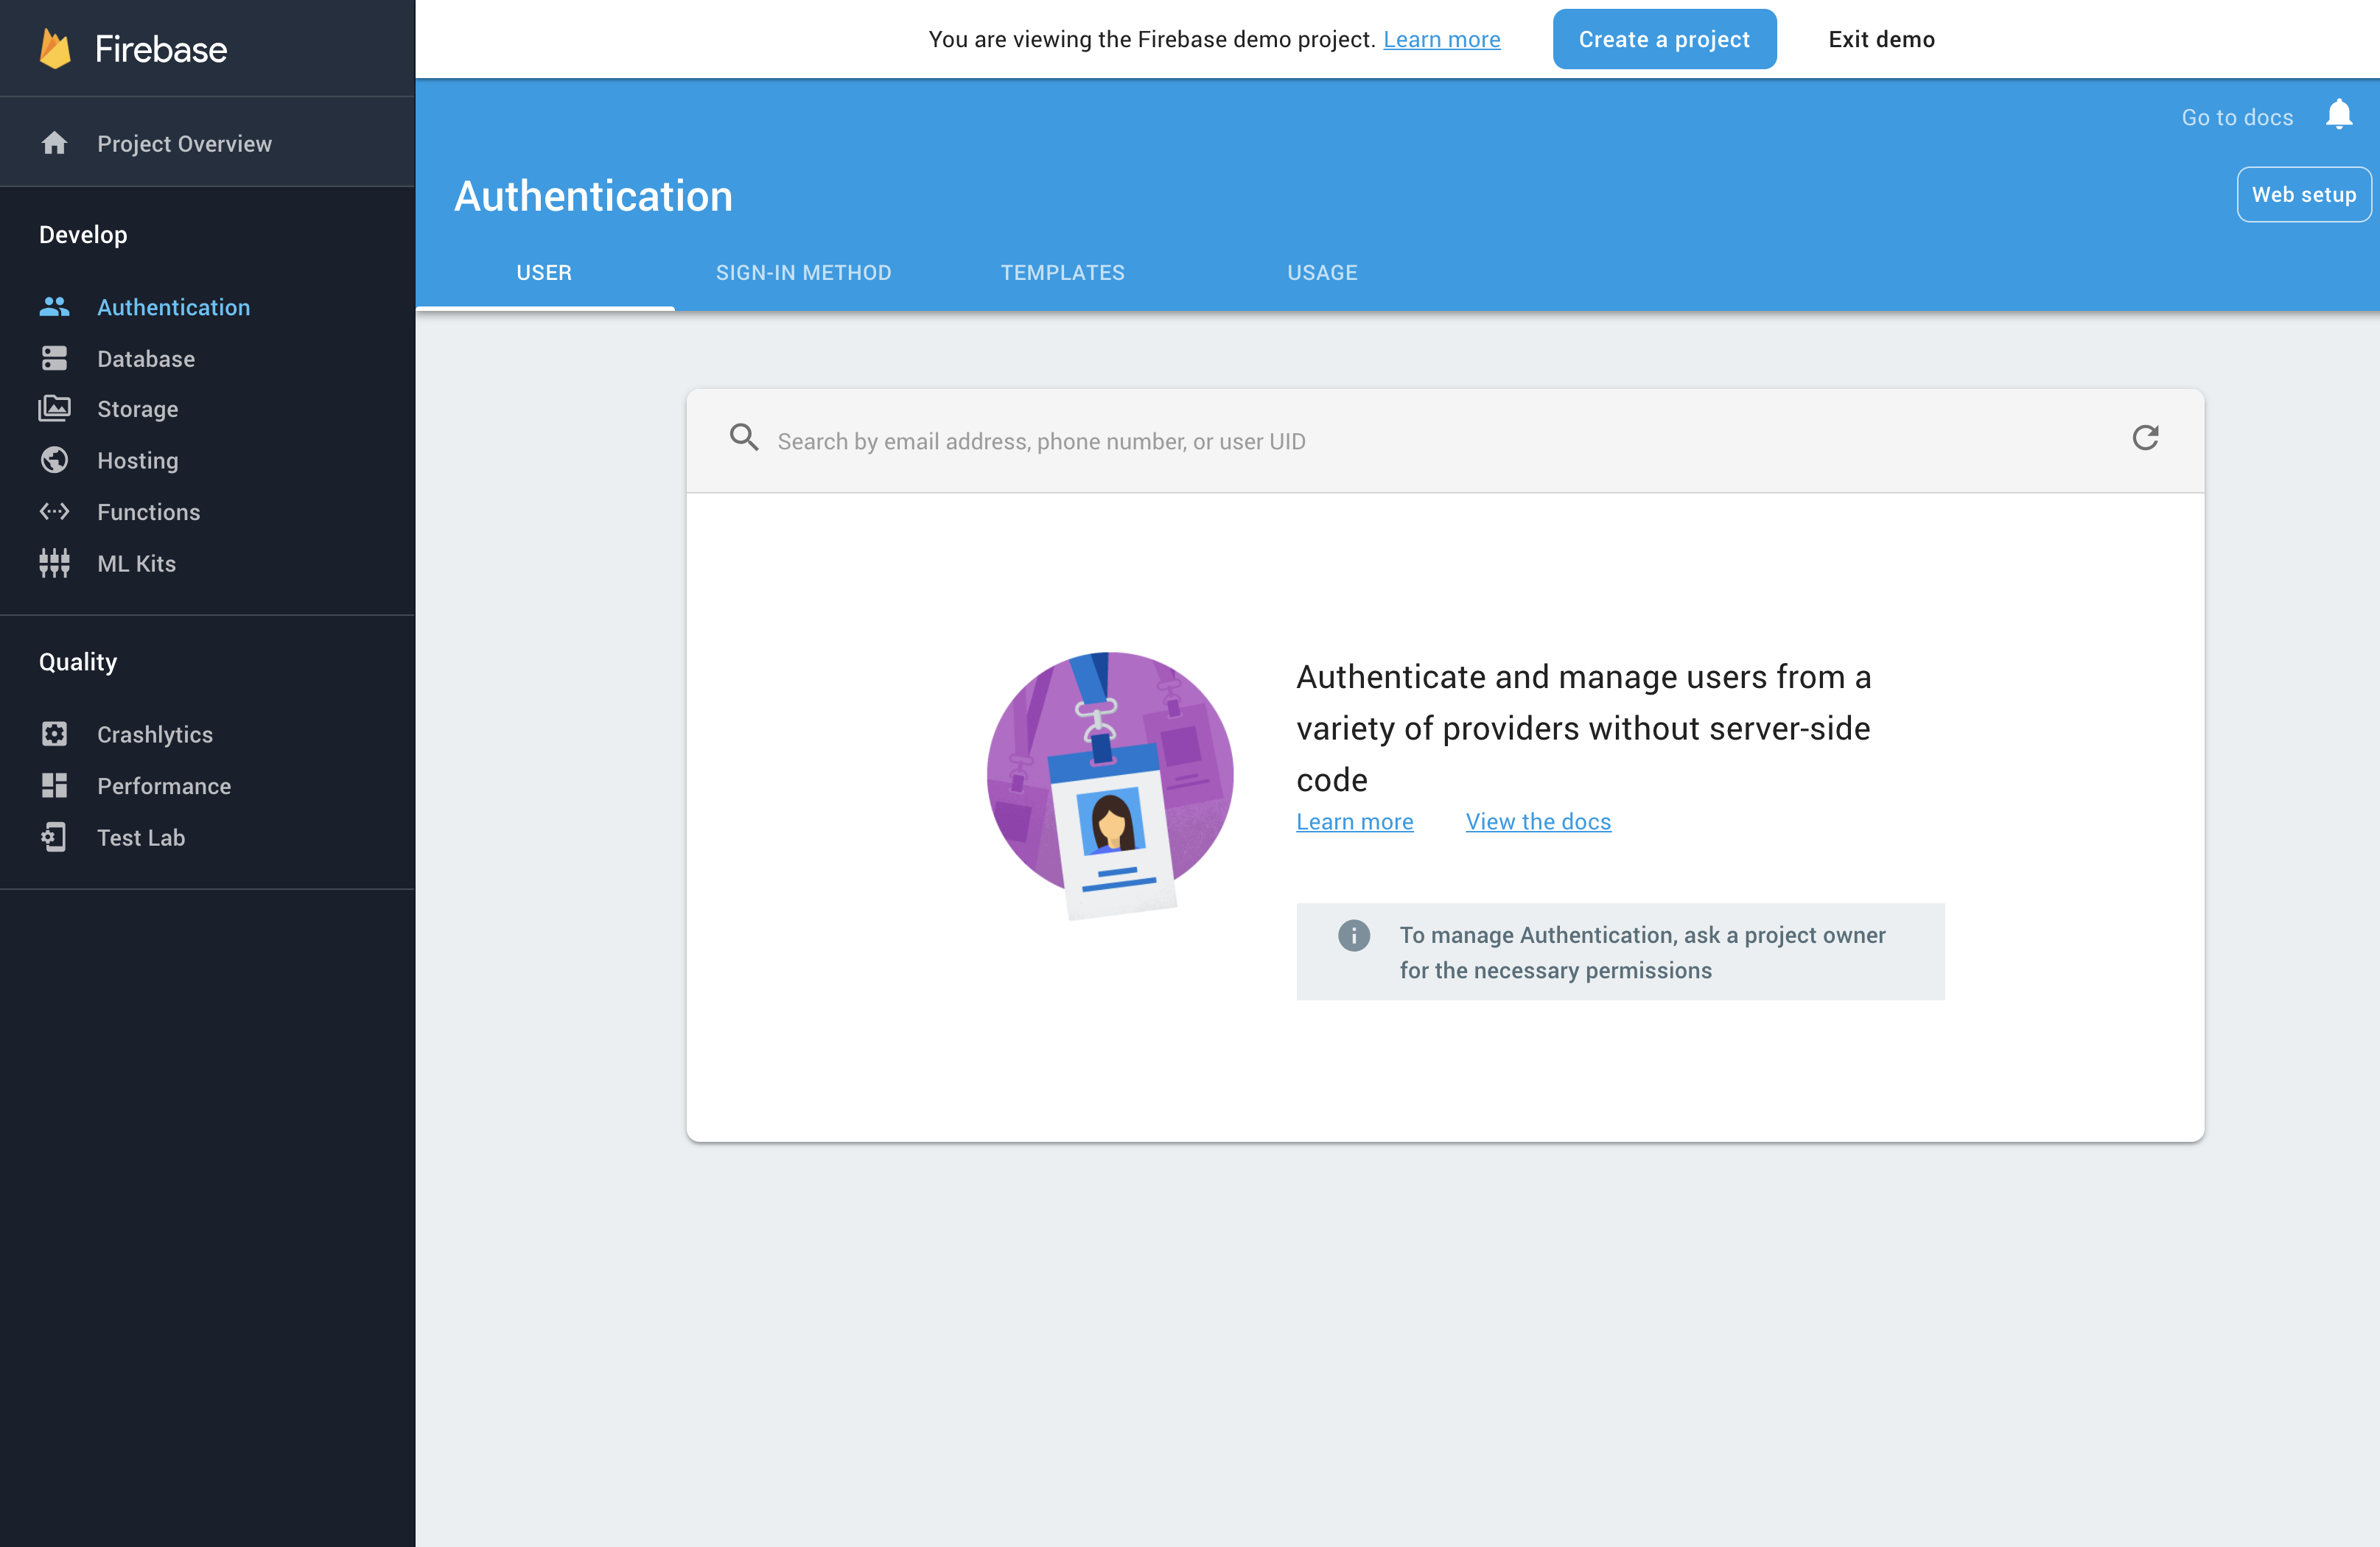 Firebase
You are viewing the Firebase demo project. Learn more
Create a project
Exit demo
Project Overview
Develop
Authentication
Database
Storage
Hosting
Functions
ML Kits
Quality
Crashlytics
Performance
Test Lab
Go to docs
Authentication
Web setup
USER
SIGN-IN METHOD
TEMPLATES
USAGE
Search by email address, phone number, or user UID
Authenticate and manage users from a
variety of providers without server-side
code
Learn more
View the docs
To manage Authentication, ask a project owner
for the necessary permissions